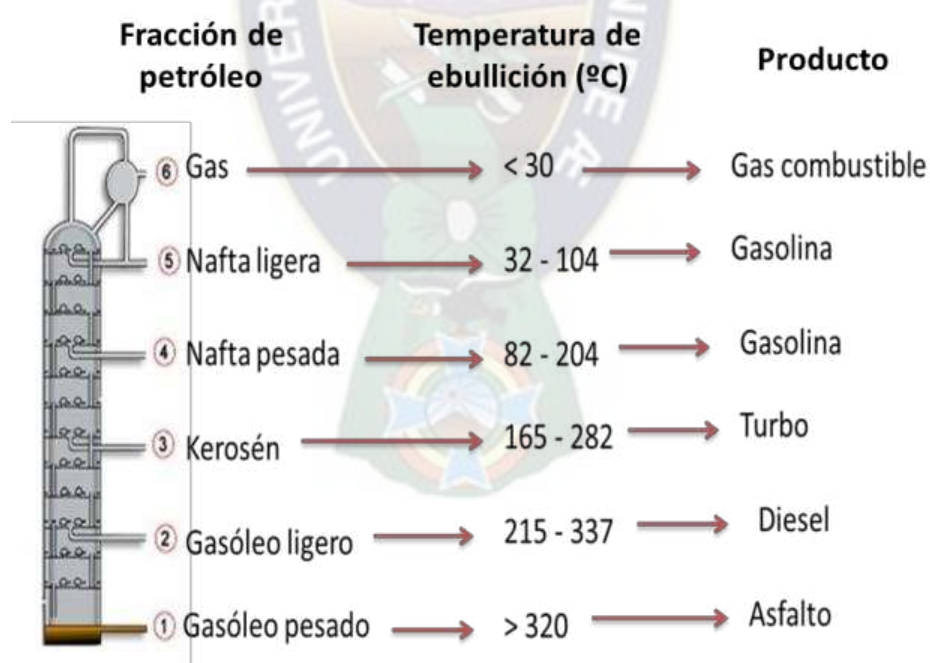 Fracción de petróleo
Temperatura de ebullición (ºC)
Producto
UNIVER
6 Gas < 30 Gas combustible
5 Nafta ligera 32 - 104 Gasolina
4 Nafta pesada 82 - 204 Gasolina
3 Kerosén 165 - 282 Turbo
2 Gasóleo ligero 215 - 337 Diesel
1 Gasóleo pesado > 320 Asfalto